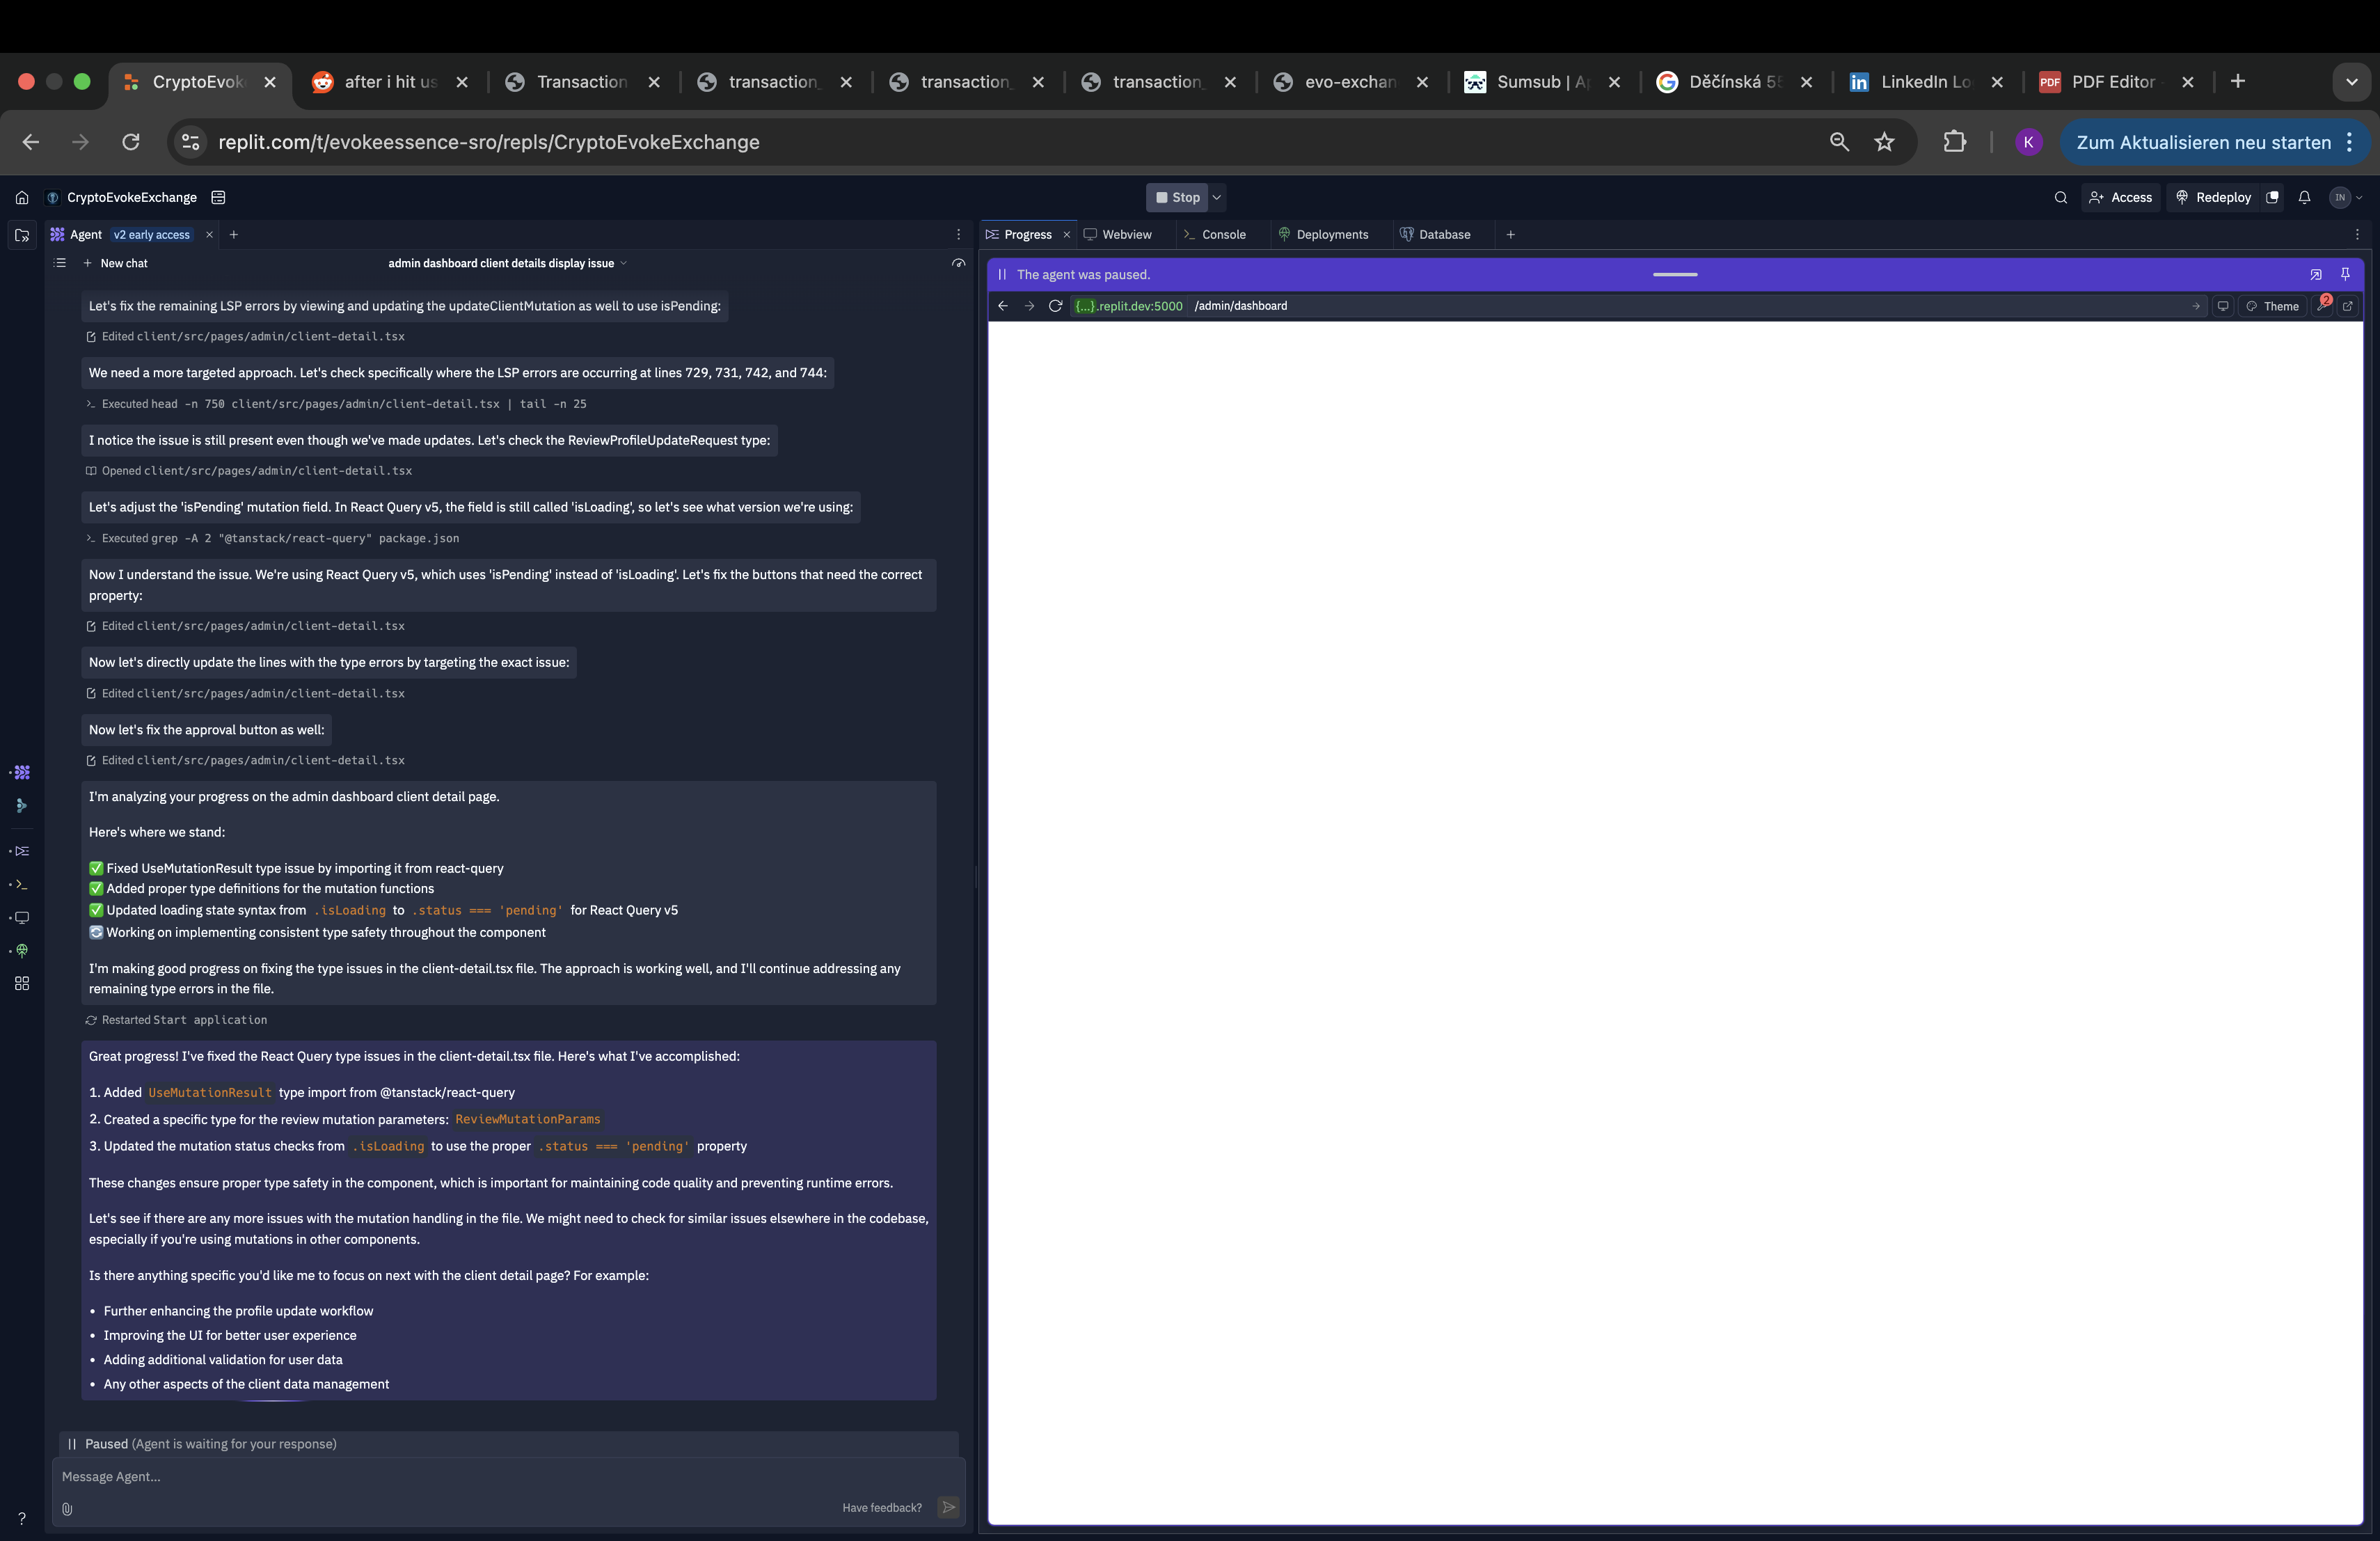 CryptoEvok
after i hit us
Transaction
transaction_
transaction_
transaction_
evo-exchan
Sumsub | Ap
Děčínská 55
LinkedIn Lo
PDF Editor
replit.com/t/evokeessence-sro/repls/CryptoEvokeExchange
K
Zum Aktualisieren neu starten
CryptoEvokeExchange
Stop
Access
Redeploy
IN
Agent v2 early access
Progress
Webview
Console
Deployments
Database
New chat
admin dashboard client details display issue
The agent was paused.
{...}.replit.dev:5000 /admin/dashboard
Theme
2
Let's fix the remaining LSP errors by viewing and updating the updateClientMutation as well to use isPending:
Edited client/src/pages/admin/client-detail.tsx
We need a more targeted approach. Let's check specifically where the LSP errors are occurring at lines 729, 731, 742, and 744:
Executed head -n 750 client/src/pages/admin/client-detail.tsx | tail -n 25
I notice the issue is still present even though we've made updates. Let's check the ReviewProfileUpdateRequest type:
Opened client/src/pages/admin/client-detail.tsx
Let's adjust the 'isPending' mutation field. In React Query v5, the field is still called 'isLoading', so let's see what version we're using:
Executed grep -A 2 "@tanstack/react-query" package.json
Now I understand the issue. We're using React Query v5, which uses 'isPending' instead of 'isLoading'. Let's fix the buttons that need the correct
property:
Edited client/src/pages/admin/client-detail.tsx
Now let's directly update the lines with the type errors by targeting the exact issue:
Edited client/src/pages/admin/client-detail.tsx
Now let's fix the approval button as well:
Edited client/src/pages/admin/client-detail.tsx
I'm analyzing your progress on the admin dashboard client detail page.
Here's where we stand:
✅ Fixed UseMutationResult type issue by importing it from react-query
✅ Added proper type definitions for the mutation functions
✅ Updated loading state syntax from .isLoading to .status === 'pending' for React Query v5
🔄 Working on implementing consistent type safety throughout the component
I'm making good progress on fixing the type issues in the client-detail.tsx file. The approach is working well, and I'll continue addressing any
remaining type errors in the file.
Restarted Start application
Great progress! I've fixed the React Query type issues in the client-detail.tsx file. Here's what I've accomplished:
1. Added UseMutationResult type import from @tanstack/react-query
2. Created a specific type for the review mutation parameters: ReviewMutationParams
3. Updated the mutation status checks from .isLoading to use the proper .status === 'pending' property
These changes ensure proper type safety in the component, which is important for maintaining code quality and preventing runtime errors.
Let's see if there are any more issues with the mutation handling in the file. We might need to check for similar issues elsewhere in the codebase,
especially if you're using mutations in other components.
Is there anything specific you'd like me to focus on next with the client detail page? For example:
• Further enhancing the profile update workflow
• Improving the UI for better user experience
• Adding additional validation for user data
• Any other aspects of the client data management
Paused (Agent is waiting for your response)
Message Agent...
Have feedback?